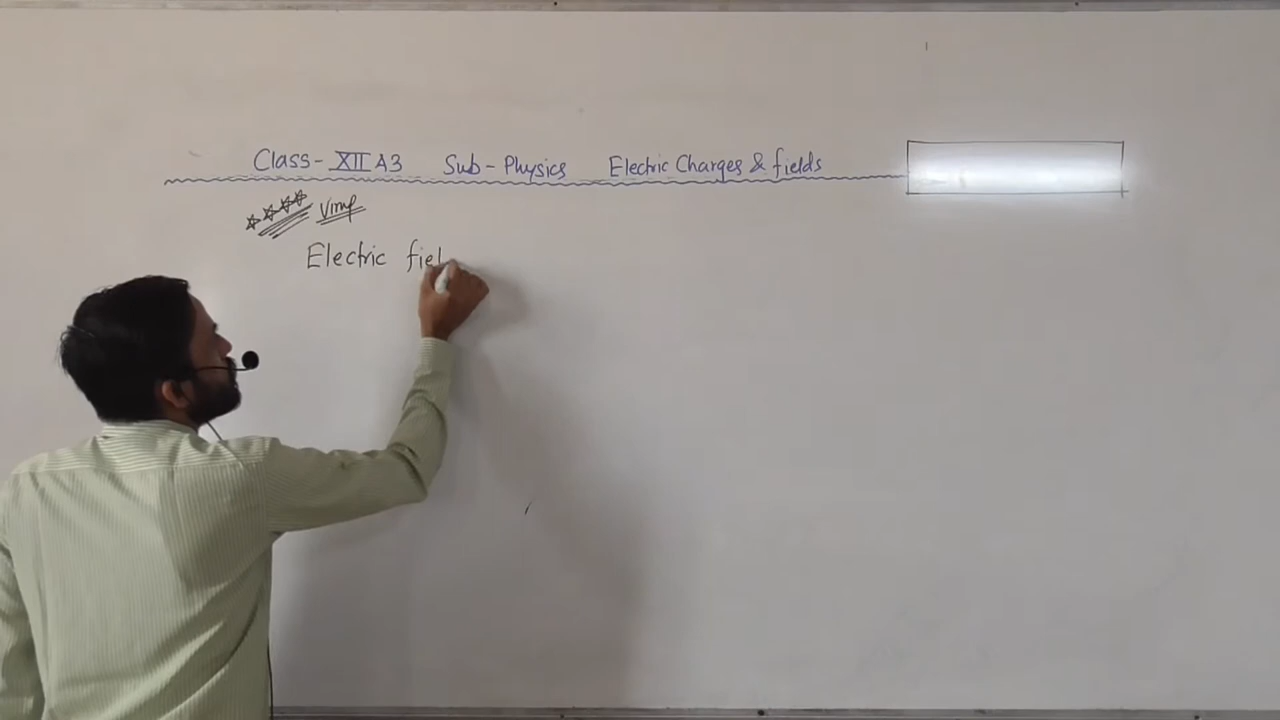 Class - XII A3 Sub - Physics Electric Charges & fields
Vimp
Electric fiel